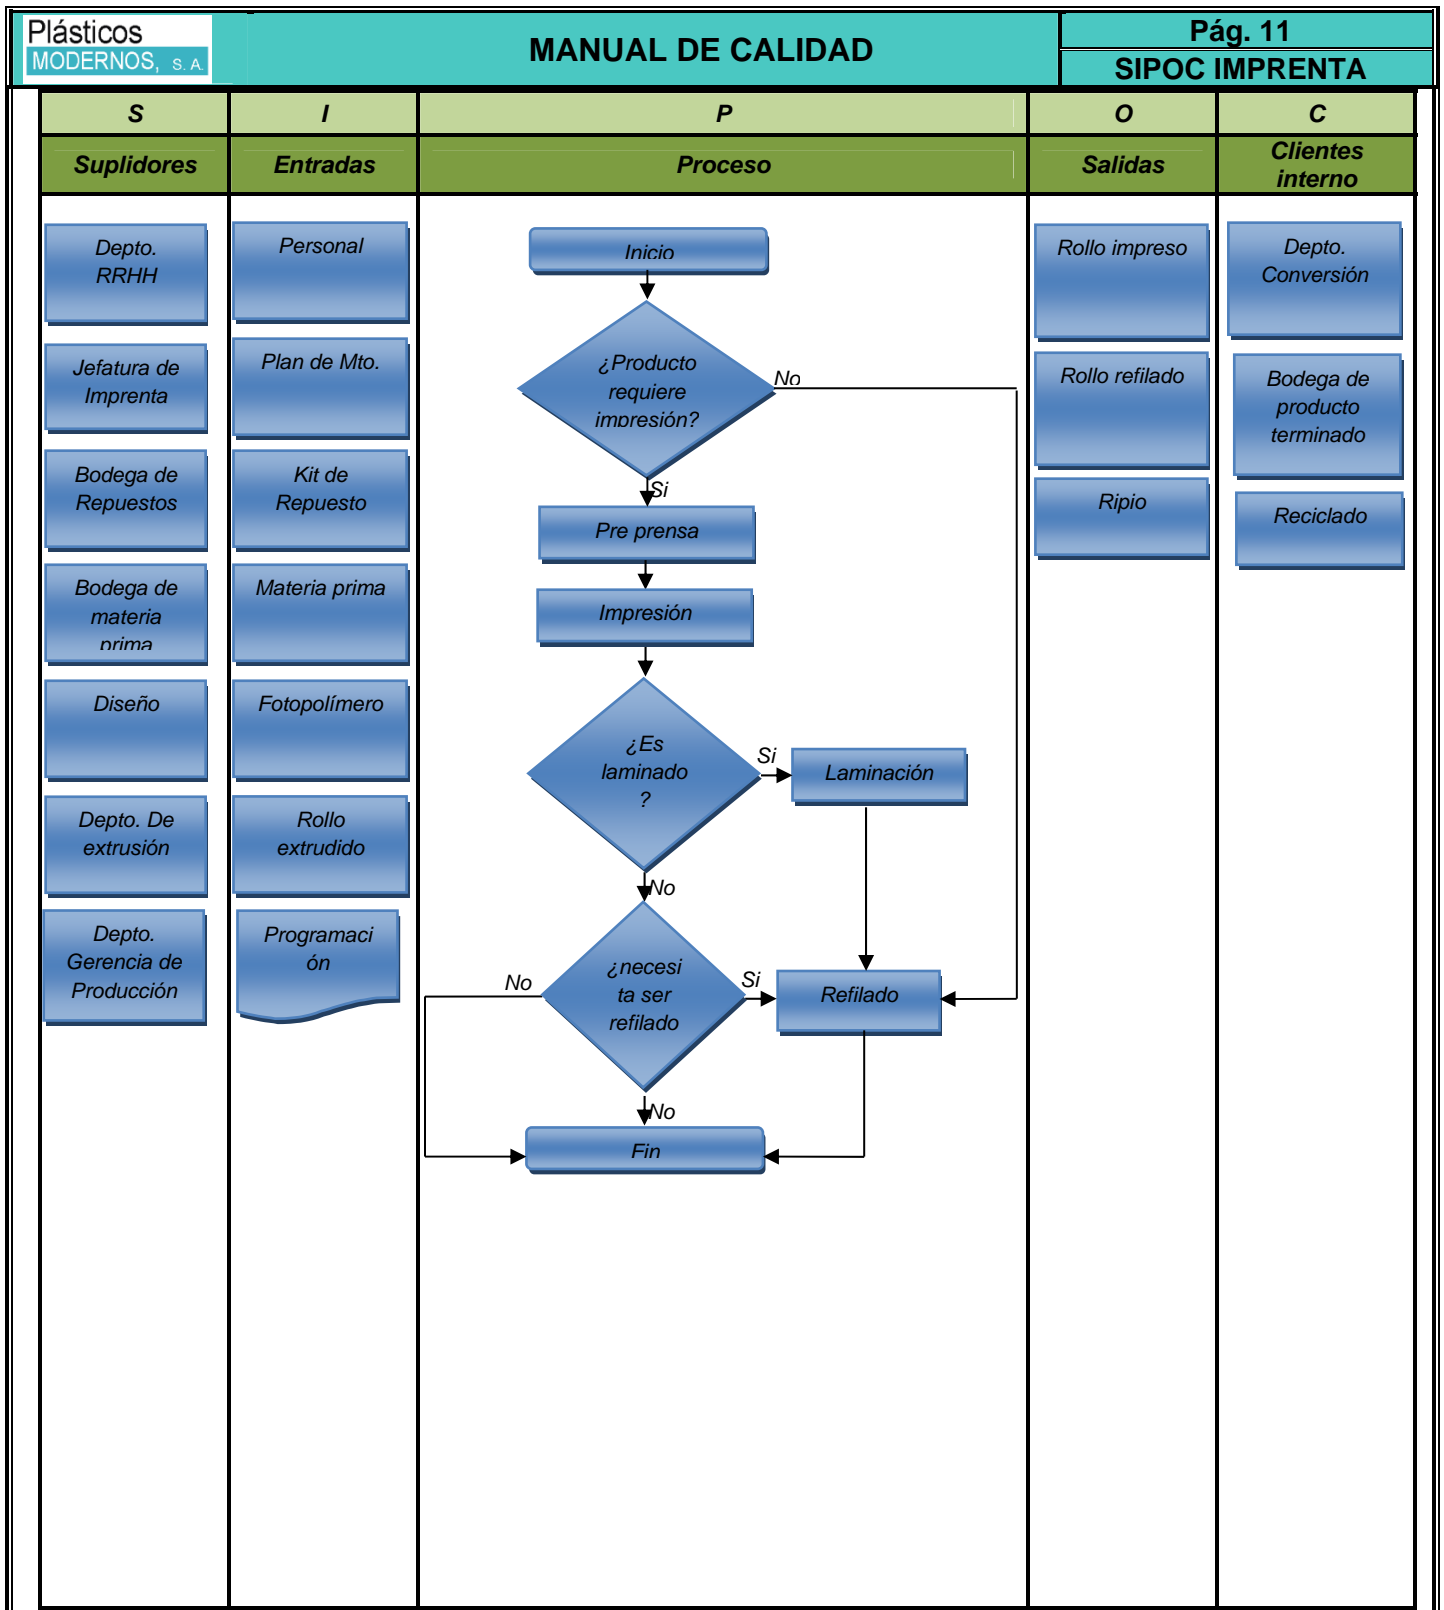 Plásticos
MODERNOS, S. A.
MANUAL DE CALIDAD
Pág. 11
SIPOC IMPRENTA
S
I
P
O
C
Suplidores
Entradas
Proceso
Salidas
Clientes
interno
Depto.
RRHH
Jefatura de
Imprenta
Bodega de
Repuestos
Bodega de
materia
prima
Diseño
Depto. De
extrusión
Depto.
Gerencia de
Producción
Personal
Plan de Mto.
Kit de
Repuesto
Materia prima
Fotopolímero
Rollo
extrudido
Programaci
ón
Inicio
¿Producto
requiere
impresión?
No
Si
Pre prensa
Impresión
¿Es
laminado
?
Si
Laminación
No
¿necesi
ta ser
refilado
No
Si
Refilado
No
Fin
Rollo impreso
Rollo refilado
Ripio
Depto.
Conversión
Bodega de
producto
terminado
Reciclado